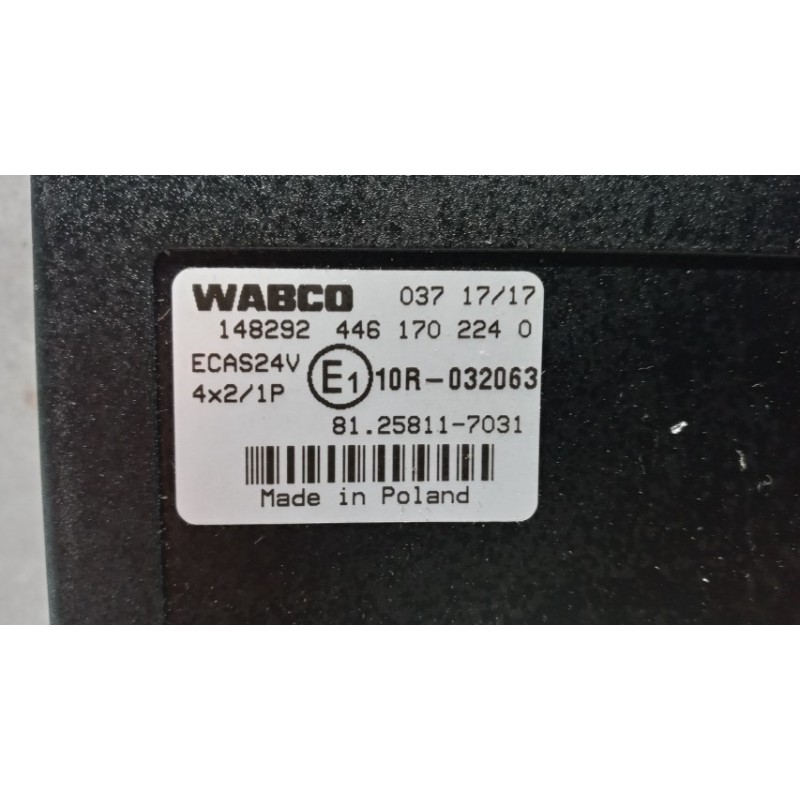 WABCO 037 17/17
148292 446 170 224 0
ECAS24V E1 10R-032063
4x2/1P
81.25811-7031
Made in Poland